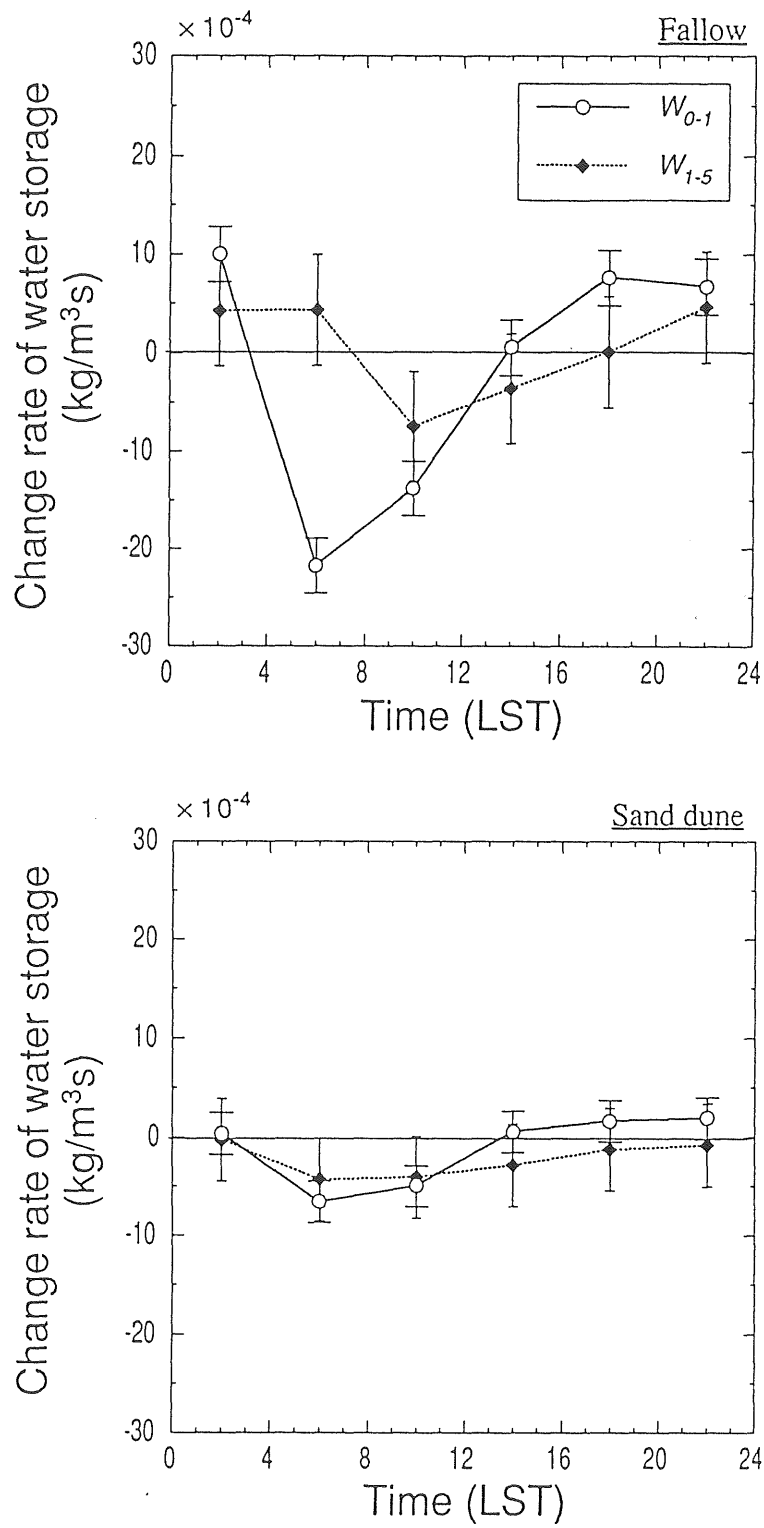 × 10⁻⁴
Fallow
Change rate of water storage
(kg/m³s)
30
20
10
0
-10
-20
-30
W₀₋₁
W₁₋₅
0 4 8 12 16 20 24
Time (LST)
× 10⁻⁴
Sand dune
Change rate of water storage
(kg/m³s)
30
20
10
0
-10
-20
-30
0 4 8 12 16 20 24
Time (LST)